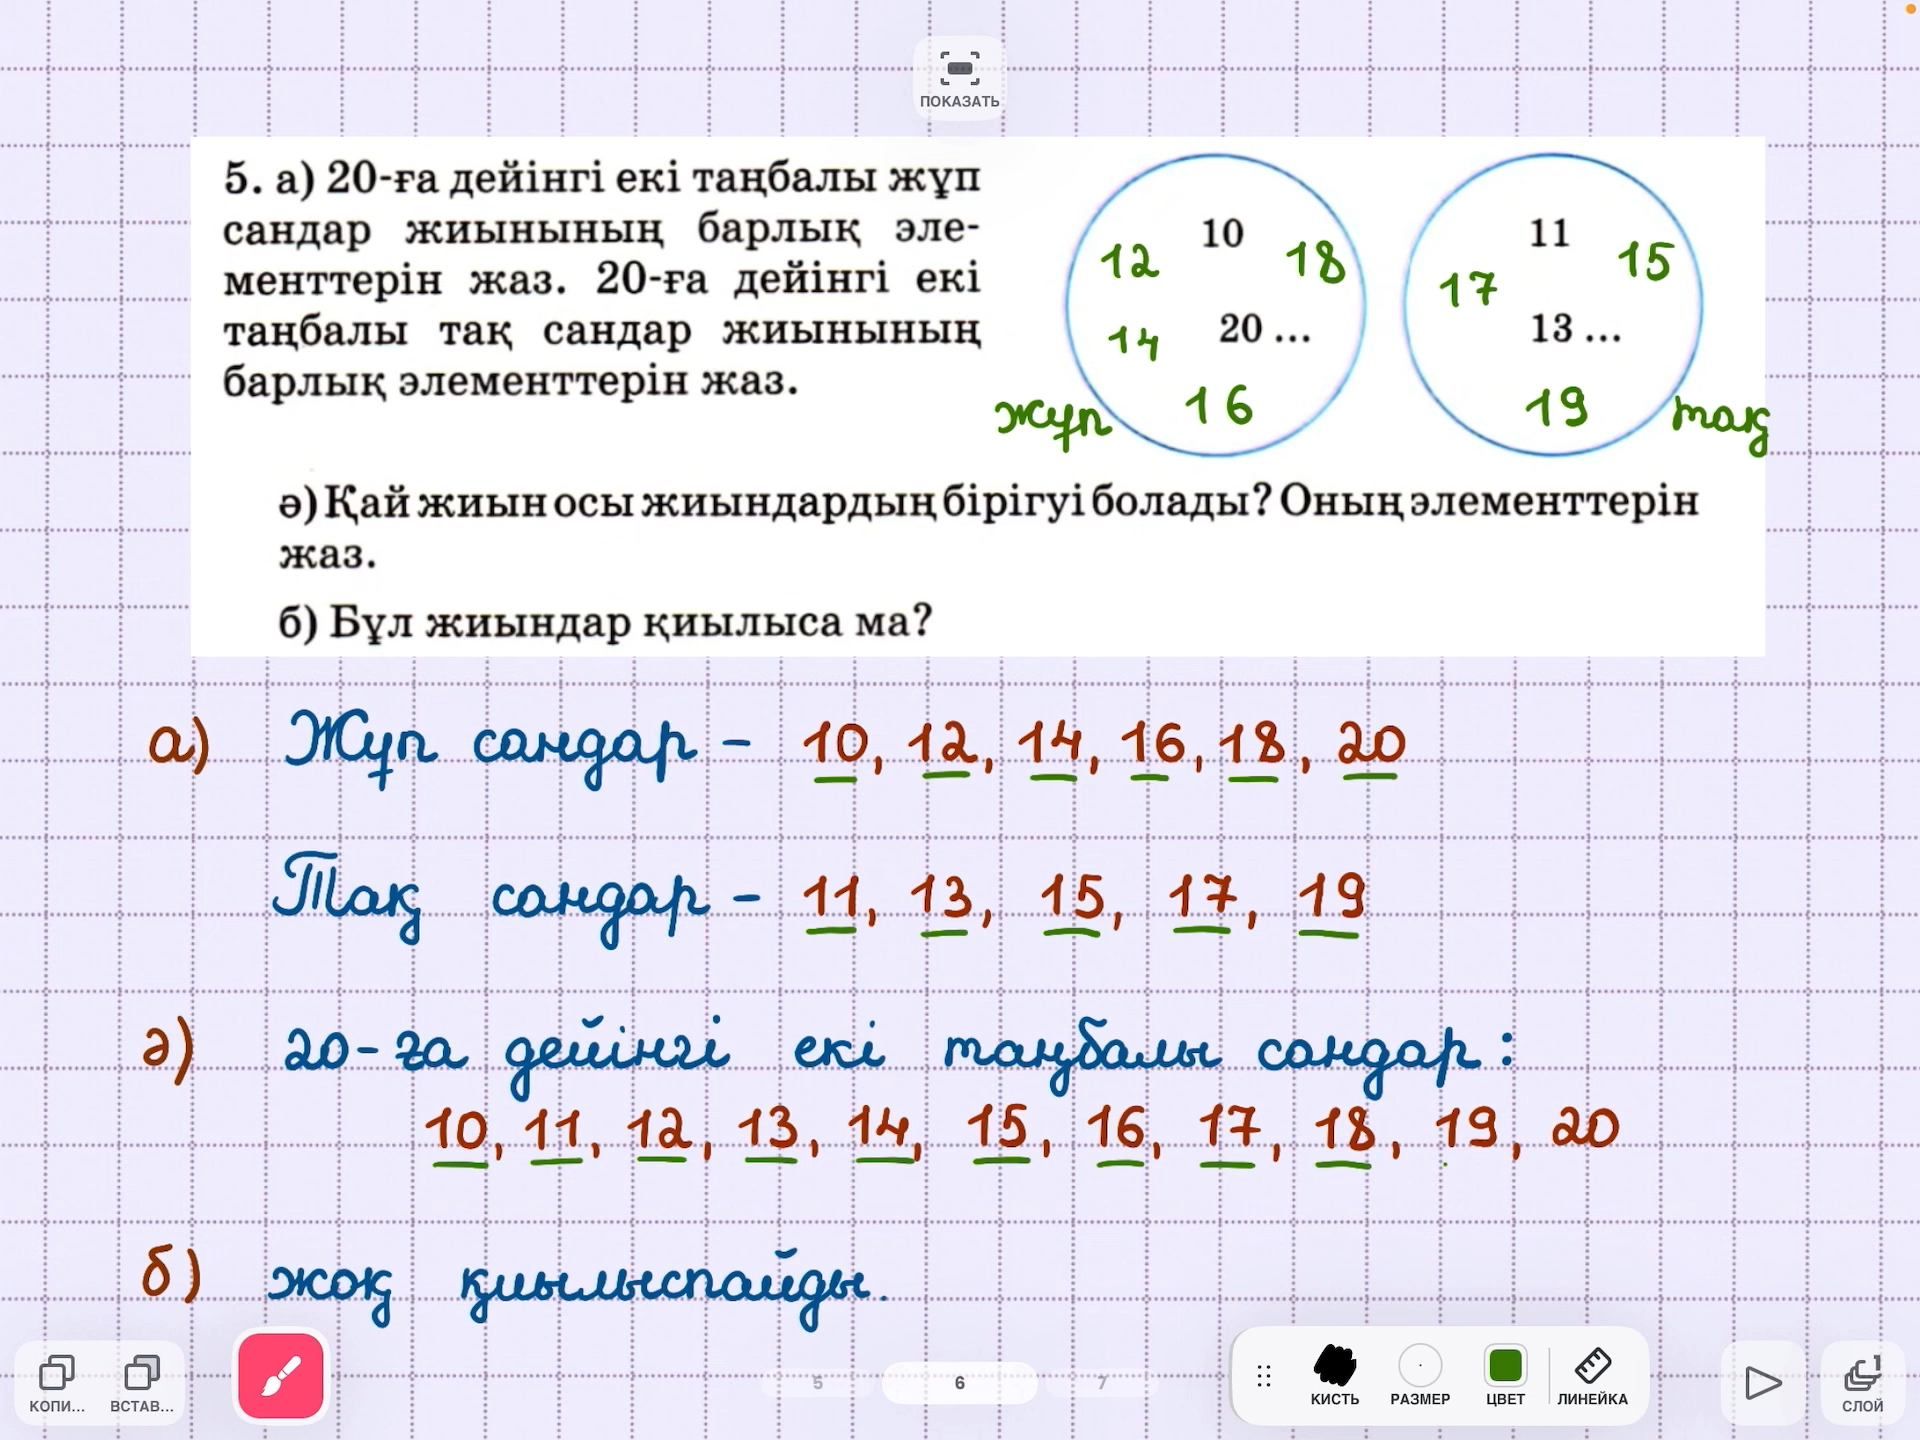 ПОКАЗАТЬ
5. а) 20-ға дейінгі екі таңбалы жұп
сандар жиынының барлық эле-
менттерін жаз. 20-ға дейінгі екі
таңбалы тақ сандар жиынының
барлық элементтерін жаз.
10
12 18
20 ...
14
16
жұп
11
15
17
13 ...
19
тақ
ә) Қай жиын осы жиындардың бірігуі болады? Оның элементтерін
жаз.
б) Бұл жиындар қиылыса ма?
а) Жұп сандар - 10, 12, 14, 16, 18, 20
Тақ сандар - 11, 13, 15, 17, 19
ә) 20-ға дейінгі екі таңбалы сандар:
10, 11, 12, 13, 14, 15, 16, 17, 18, 19, 20
б) жоқ қиылыспайды.
КОПИ... ВСТАВ...
5 6 7
КИСТЬ РАЗМЕР ЦВЕТ ЛИНЕЙКА
1
СЛОЙ